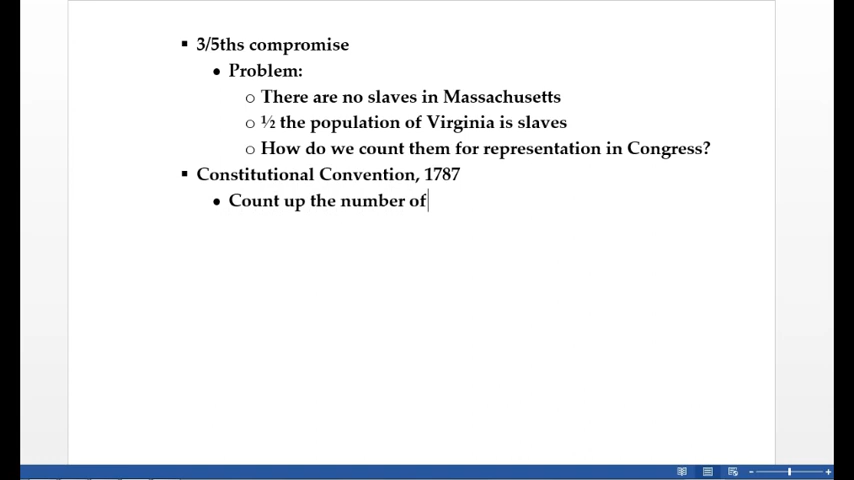 3/5ths compromise
Problem:
There are no slaves in Massachusetts
½ the population of Virginia is slaves
How do we count them for representation in Congress?
Constitutional Convention, 1787
Count up the number of